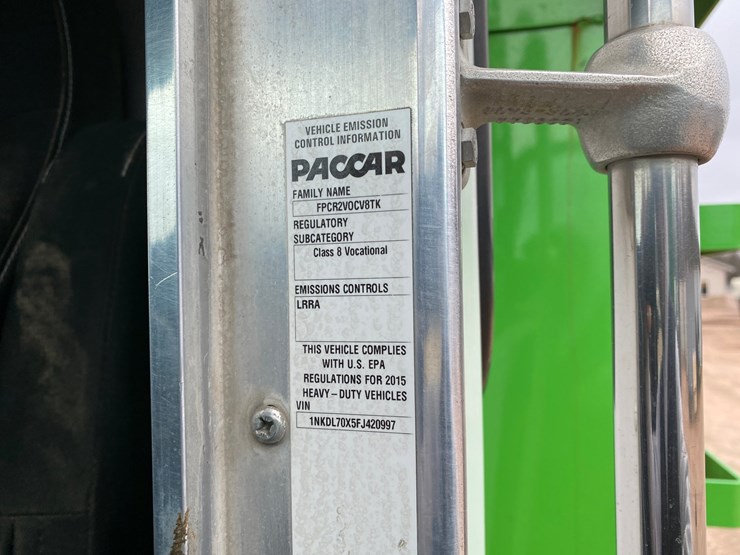 VEHICLE EMISSION
CONTROL INFORMATION
PACCAR
FAMILY NAME
FPCR2VOCV8TK
REGULATORY
SUBCATEGORY
Class 8 Vocational
EMISSIONS CONTROLS
LRRA
THIS VEHICLE COMPLIES
WITH U.S. EPA
REGULATIONS FOR 2015
HEAVY-DUTY VEHICLES
VIN
1NKDL70X5FJ420997